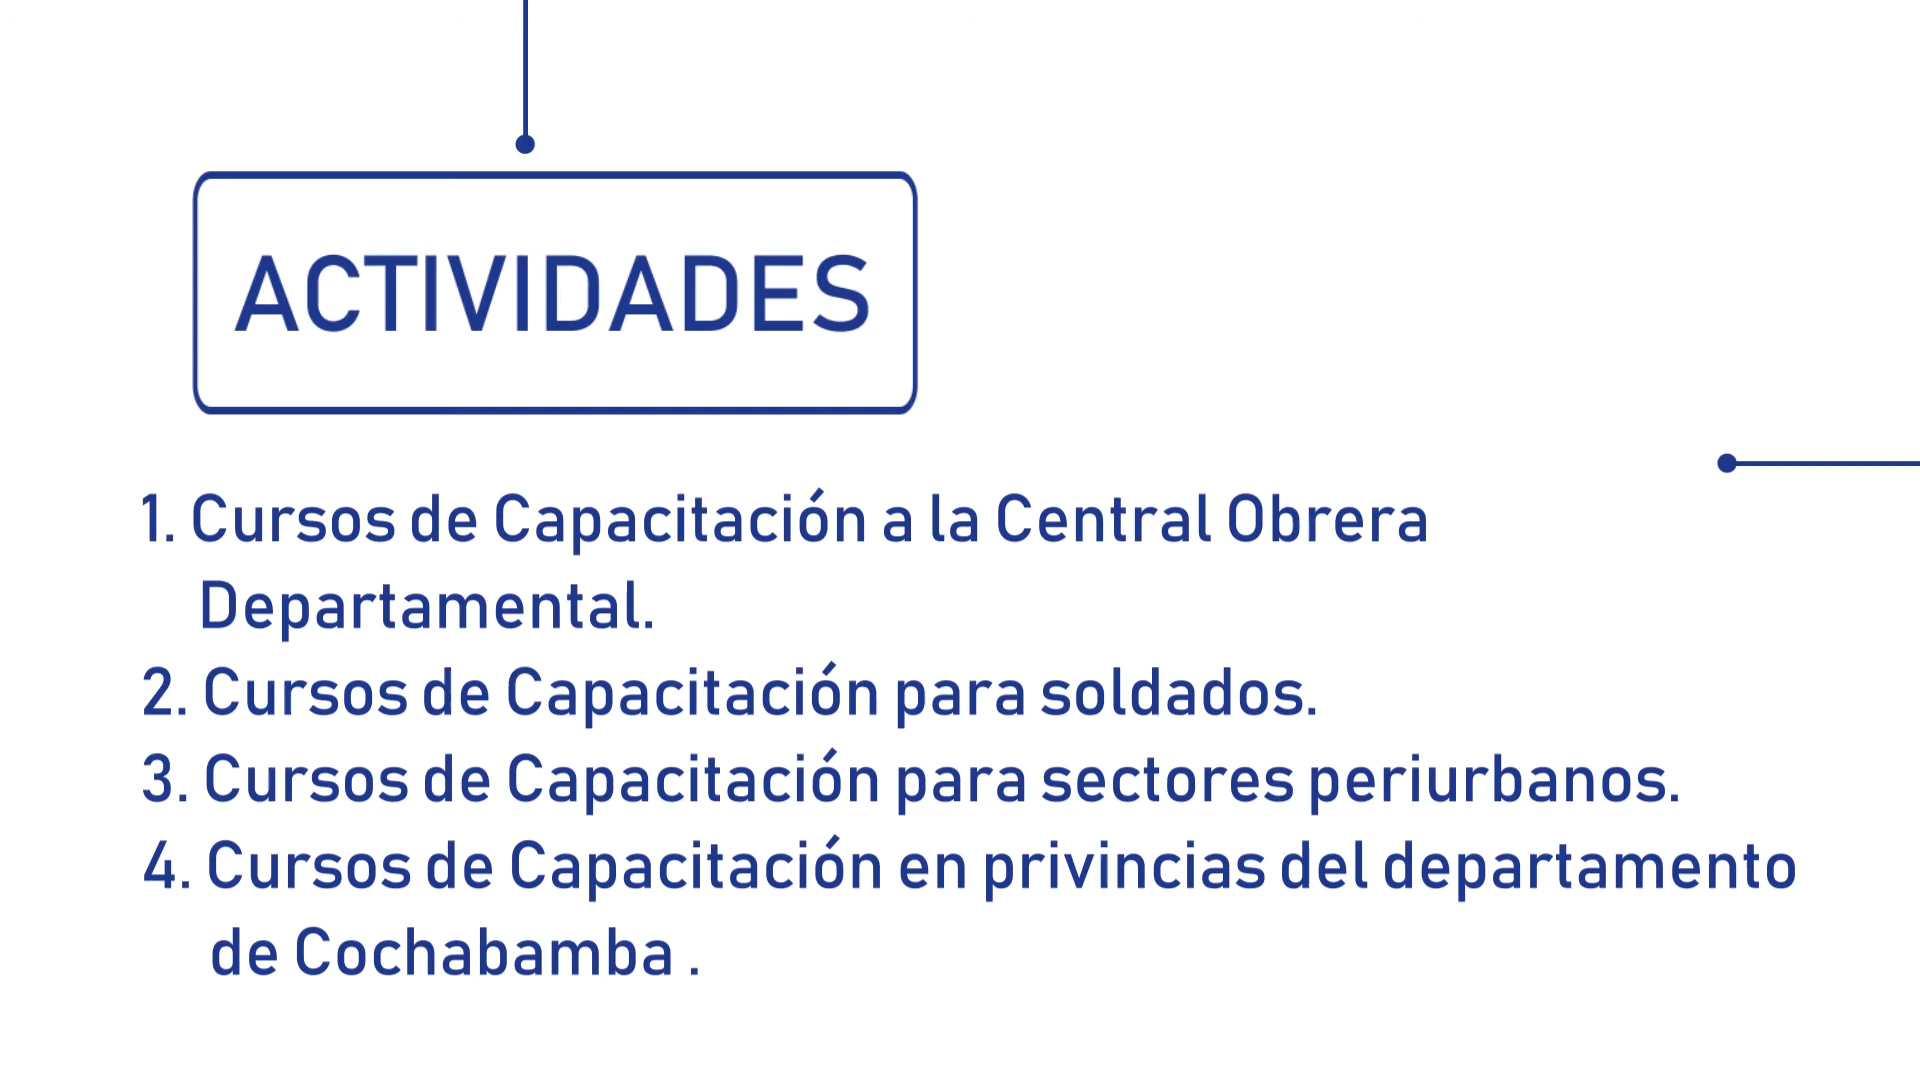 ACTIVIDADES
1. Cursos de Capacitación a la Central Obrera
Departamental.
2. Cursos de Capacitación para soldados.
3. Cursos de Capacitación para sectores periurbanos.
4. Cursos de Capacitación en privincias del departamento
de Cochabamba .